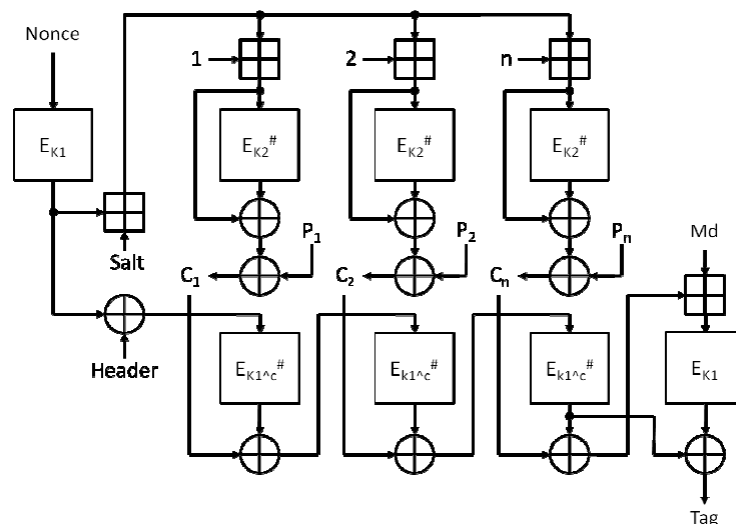 Nonce
1
2
n
E_K1
E_K2^#
E_K2^#
E_K2^#
Salt
P_1
P_2
P_n
Md
C_1
C_2
C_n
Header
E_K1^c^#
E_k1^c^#
E_k1^c^#
E_K1
Tag